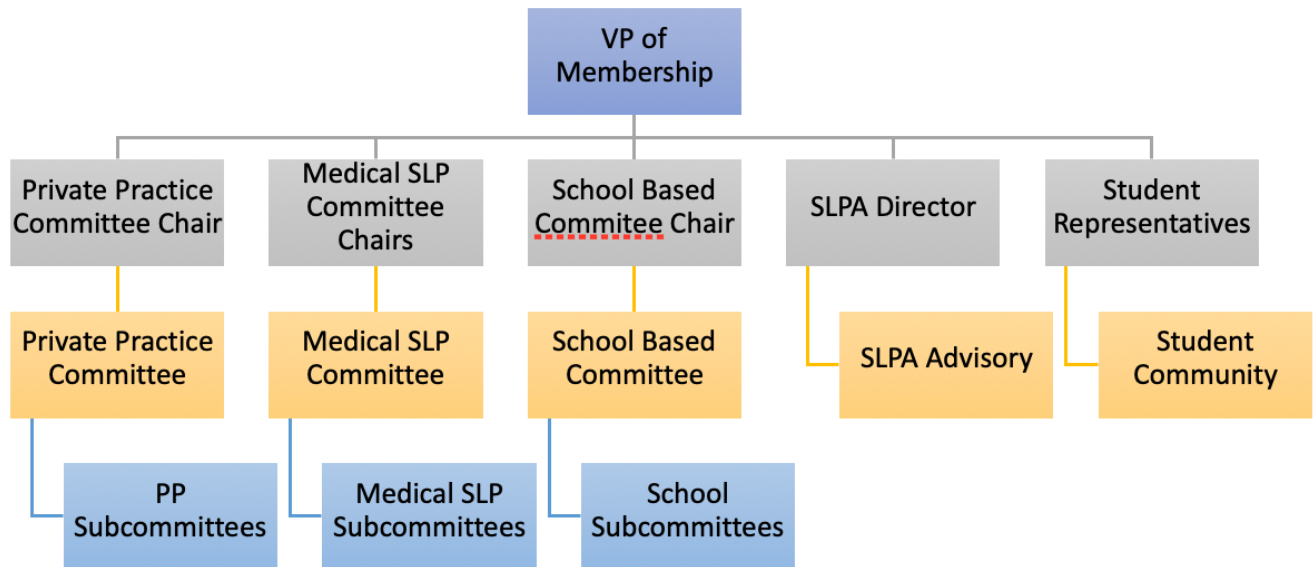 VP of
Membership
Private Practice
Committee Chair
Medical SLP
Committee
Chairs
School Based
Commitee Chair
SLPA Director
Student
Representatives
Private Practice
Committee
Medical SLP
Committee
School Based
Committee
SLPA Advisory
Student
Community
PP
Subcommittees
Medical SLP
Subcommittees
School
Subcommittees